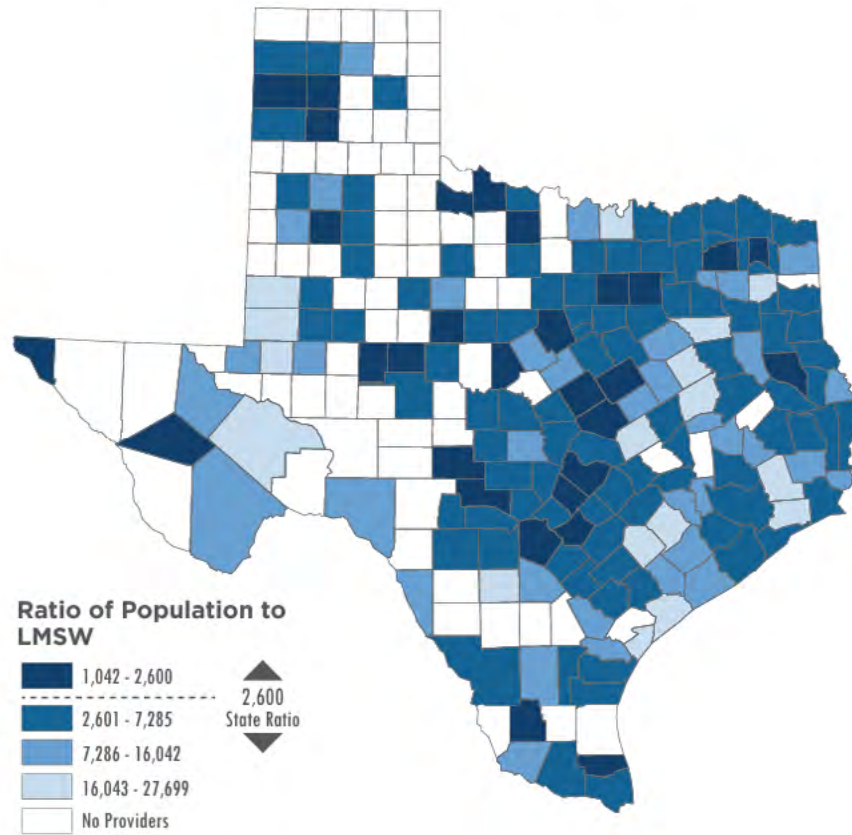 Ratio of Population to
LMSW
1,042 - 2,600
2,601 - 7,285
7,286 - 16,042
16,043 - 27,699
No Providers
2,600
State Ratio